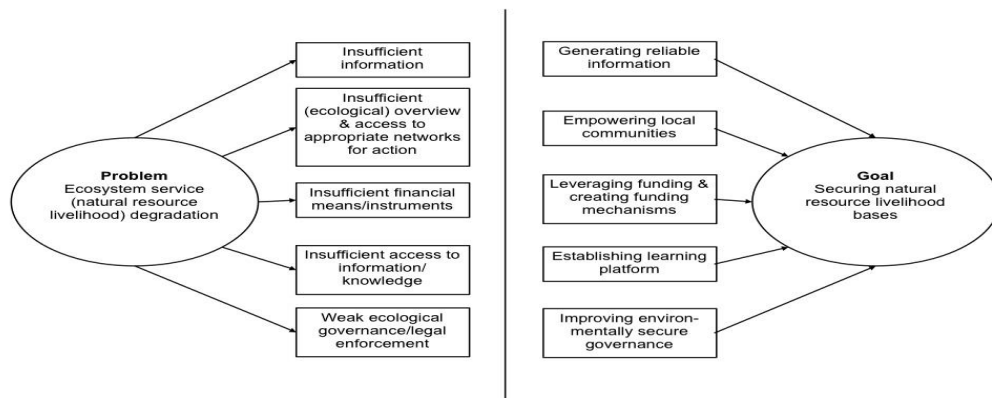 Problem
Ecosystem service
(natural resource
livelihood) degradation
Insufficient
information
Insufficient
(ecological) overview
& access to
appropriate networks
for action
Insufficient financial
means/instruments
Insufficient access to
information/
knowledge
Weak ecological
governance/legal
enforcement
Generating reliable
information
Empowering local
communities
Leveraging funding &
creating funding
mechanisms
Establishing learning
platform
Improving environ-
mentally secure
governance
Goal
Securing natural
resource livelihood
bases